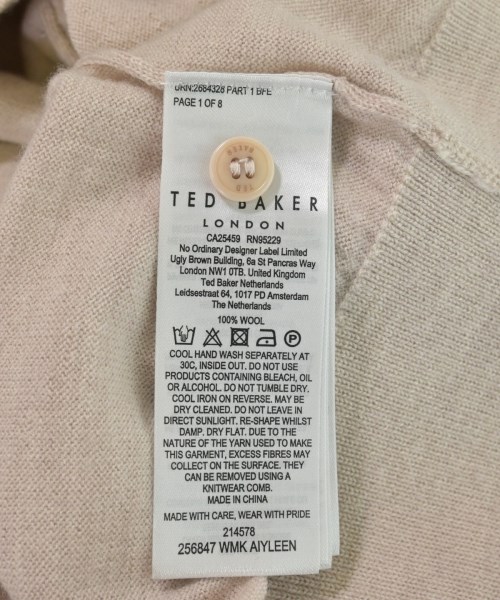 URN:2684328 PART 1 BFE
PAGE 1 OF 8
TED BAKER
LONDON
CA25459 RN95229
No Ordinary Designer Label Limited
Ugly Brown Building, 6a St Pancras Way
London NW1 0TB. United Kingdom
Ted Baker Netherlands
Leidsestraat 64, 1017 PD Amsterdam
The Netherlands
100% WOOL
COOL HAND WASH SEPARATELY AT
30C, INSIDE OUT. DO NOT USE
PRODUCTS CONTAINING BLEACH, OIL
OR ALCOHOL. DO NOT TUMBLE DRY.
COOL IRON ON REVERSE. MAY BE
DRY CLEANED. DO NOT LEAVE IN
DIRECT SUNLIGHT. RE-SHAPE WHILST
DAMP. DRY FLAT. DUE TO THE
NATURE OF THE YARN USED TO MAKE
THIS GARMENT, EXCESS FIBRES MAY
COLLECT ON THE SURFACE. THEY
CAN BE REMOVED USING A
KNITWEAR COMB.
MADE IN CHINA
MADE WITH CARE, WEAR WITH PRIDE
214578
256847 WMK AIYLEEN